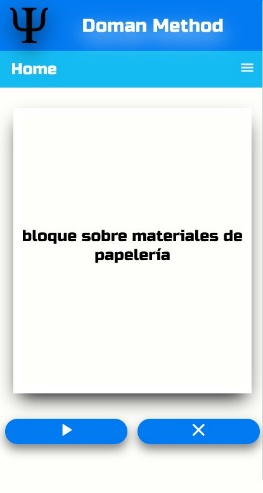 Doman Method
Home
bloque sobre materiales de
papelería